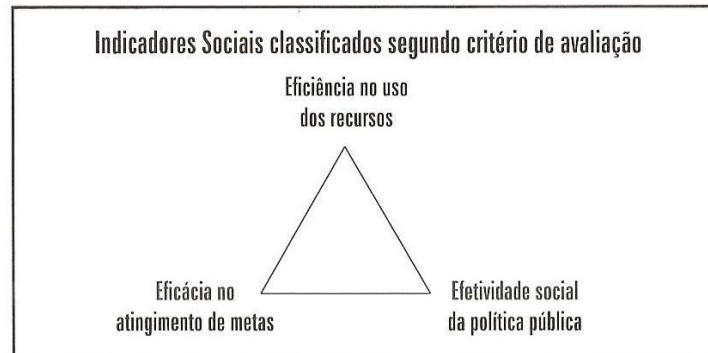 Indicadores Sociais classificados segundo critério de avaliação
Eficiência no uso
dos recursos
Eficácia no
atingimento de metas
Efetividade social
da política pública